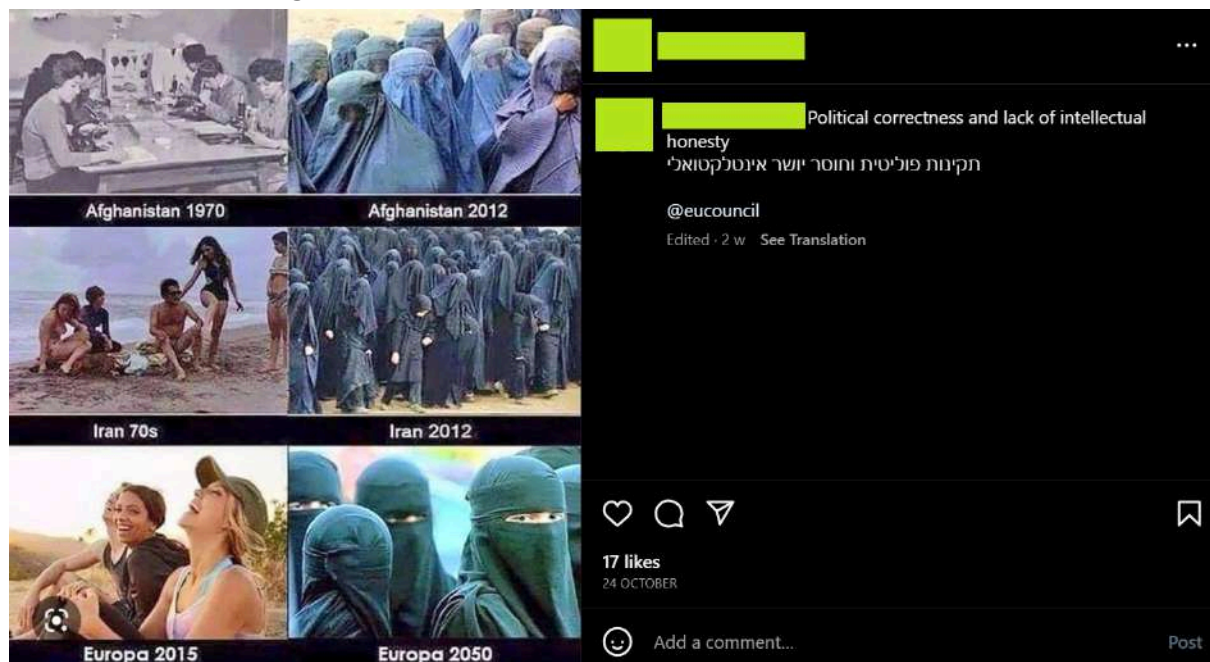 Afghanistan 1970
Afghanistan 2012
Iran 70s
Iran 2012
Europa 2015
Europa 2050
Political correctness and lack of intellectual
honesty
תקינות פוליטית וחוסר יושר אינטלקטואלי
@eucouncil
Edited · 2 w See Translation
17 likes
24 OCTOBER
Add a comment...
Post